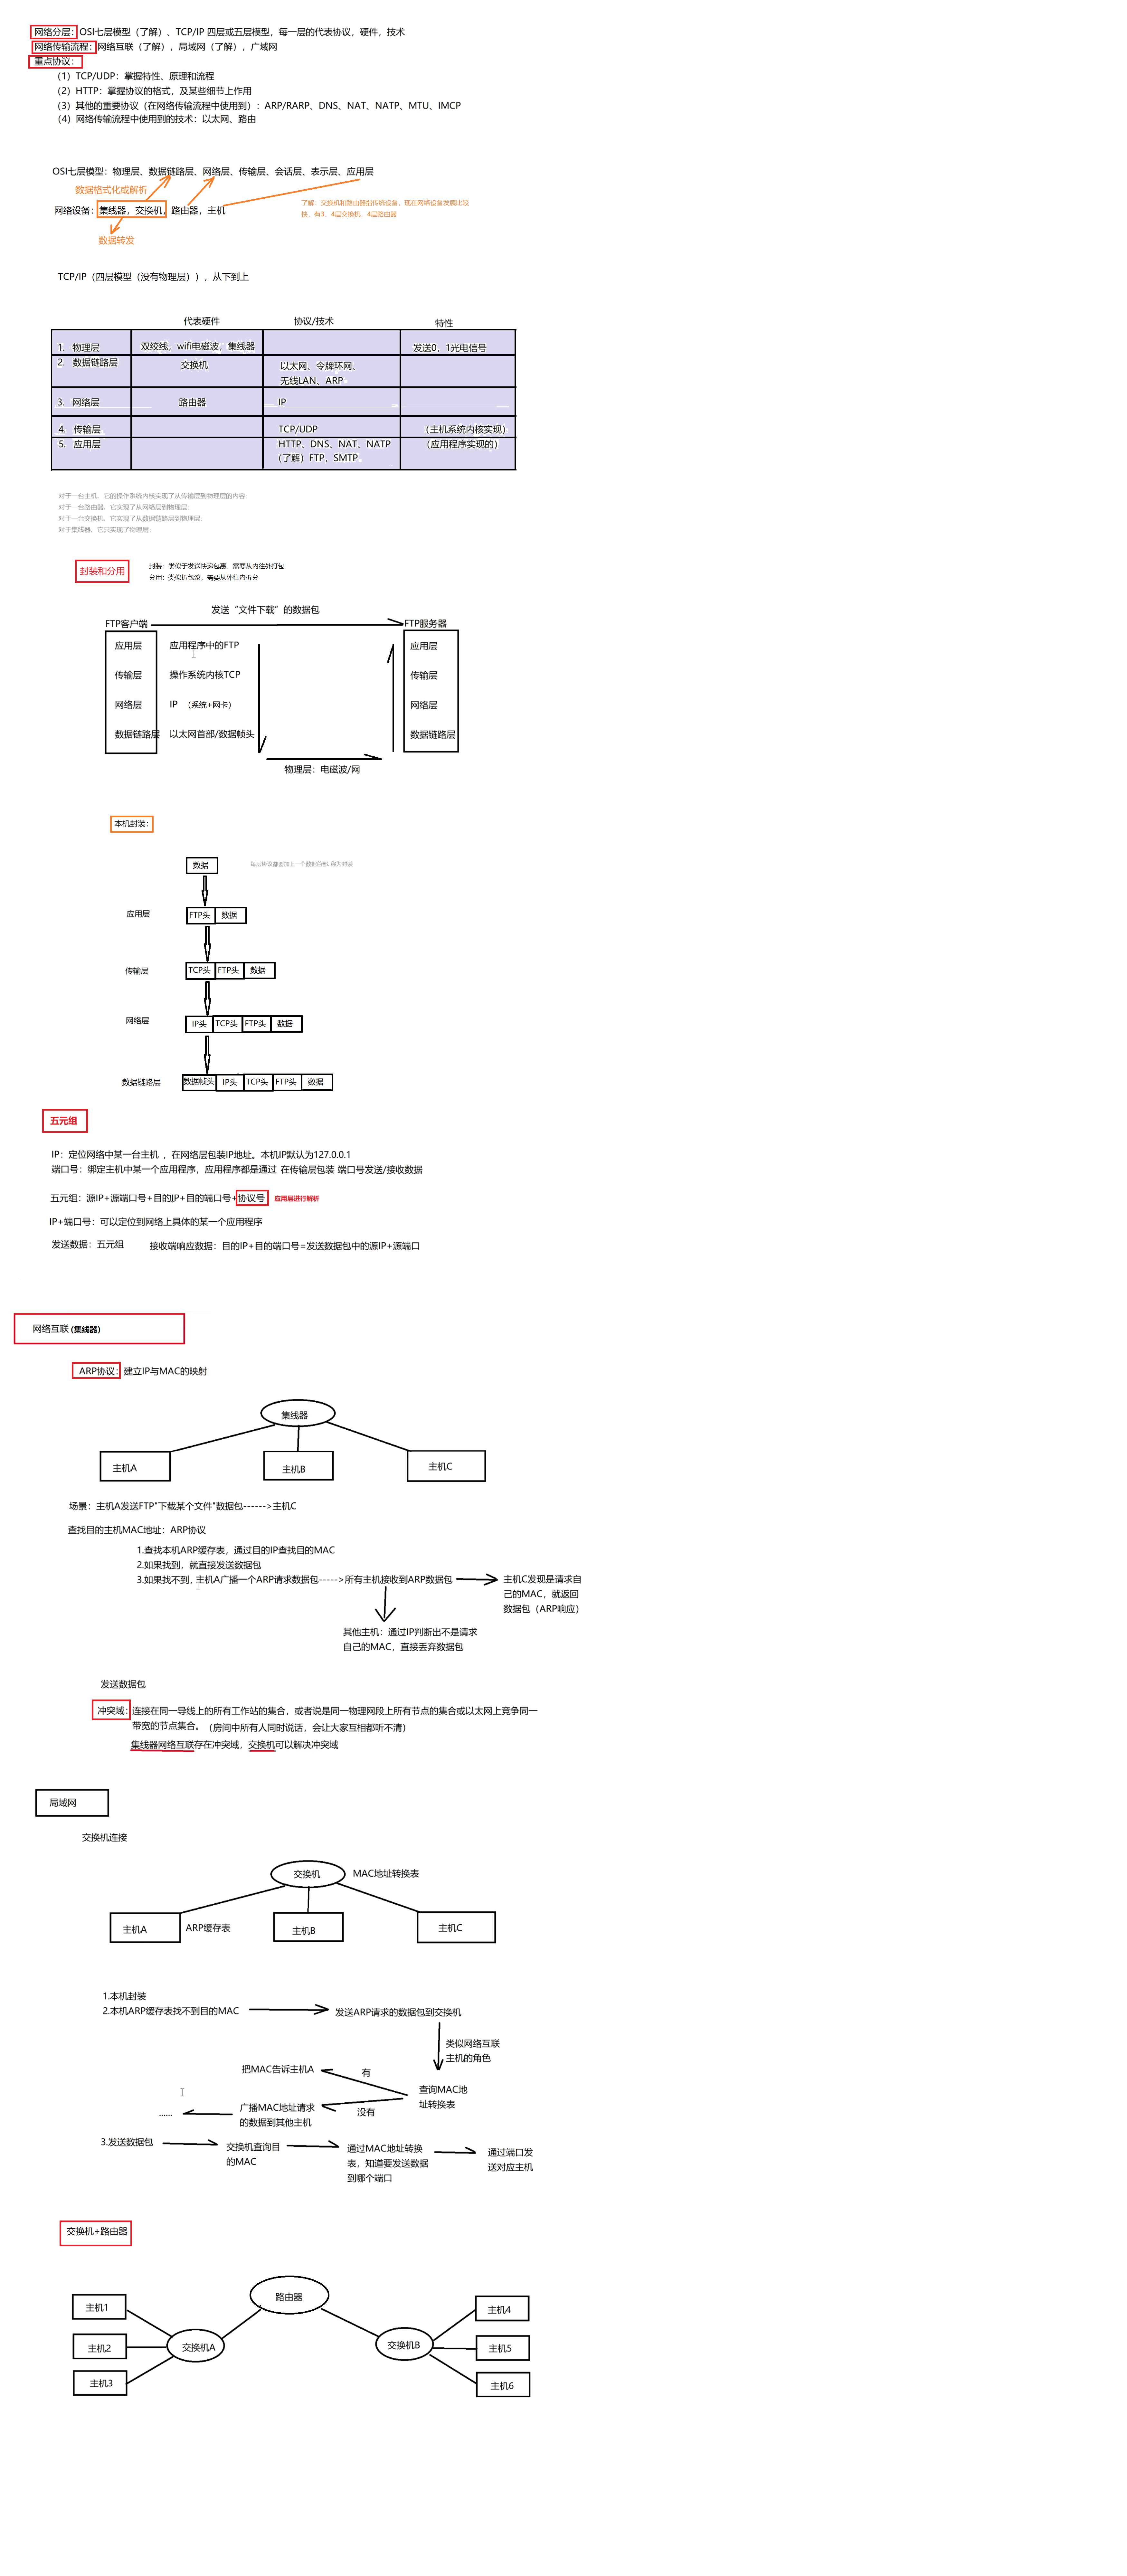 网络分层：OSI七层模型（了解）、TCP/IP 四层或五层模型，每一层的代表协议，硬件，技术
网络传输流程：网络互联（了解），局域网（了解），广域网
重点协议：
（1）TCP/UDP：掌握特性、原理和流程
（2）HTTP：掌握协议的格式，及某些细节上作用
（3）其他的重要协议（在网络传输流程中使用到）：ARP/RARP、DNS、NAT、NATP、MTU、IMCP
（4）网络传输流程中使用到的技术：以太网、路由
OSI七层模型：物理层、数据链路层、网络层、传输层、会话层、表示层、应用层
数据格式化或解析
网络设备：集线器，交换机，路由器，主机
了解：交换机和路由器指传统设备，现在网络设备发展比较
快，有3、4层交换机，4层路由器
数据转发
TCP/IP（四层模型（没有物理层）），从下到上
代表硬件 协议/技术 特性
1. 物理层 双绞线，wifi电磁波，集线器 发送0，1光电信号
2. 数据链路层 交换机 以太网、令牌环网、
无线LAN、ARP
3. 网络层 路由器 IP
4. 传输层 TCP/UDP （主机系统内核实现）
5. 应用层 HTTP、DNS、NAT、NATP （应用程序实现的）
（了解）FTP，SMTP
对于一台主机，它的操作系统内核实现了从传输层到物理层的内容；
对于一台路由器，它实现了从网络层到物理层；
对于一台交换机，它实现了从数据链路层到物理层；
对于集线器，它只实现了物理层；
封装和分用
封装：类似于发送快递包裹，需要从内往外打包
分用：类似拆包裹，需要从外往内拆分
发送“文件下载”的数据包
FTP客户端 FTP服务器
应用层 应用程序中的FTP 应用层
传输层 操作系统内核TCP 传输层
网络层 IP （系统+网卡） 网络层
数据链路层 以太网首部/数据帧头 数据链路层
物理层：电磁波/网
本机封装：
数据 每层协议都要加上一个数据首部，称为封装
应用层 FTP头 数据
传输层 TCP头 FTP头 数据
网络层 IP头 TCP头 FTP头 数据
数据链路层 数据帧头 IP头 TCP头 FTP头 数据
五元组
IP：定位网络中某一台主机 ，在网络层包装IP地址。本机IP默认为127.0.0.1
端口号：绑定主机中某一个应用程序，应用程序都是通过 在传输层包装 端口号发送/接收数据
五元组：源IP+源端口号+目的IP+目的端口号+协议号 应用层进行解析
IP+端口号：可以定位到网络上具体的某一个应用程序
发送数据：五元组 接收端响应数据：目的IP+目的端口号=发送数据包中的源IP+源端口
网络互联 (集线器)
ARP协议：建立IP与MAC的映射
集线器
主机A 主机B 主机C
场景：主机A发送FTP"下载某个文件"数据包------>主机C
查找目的主机MAC地址：ARP协议
1.查找本机ARP缓存表，通过目的IP查找目的MAC
2.如果找到，就直接发送数据包
3.如果找不到，主机A广播一个ARP请求数据包----->所有主机接收到ARP数据包
主机C发现是请求自
己的MAC，就返回
数据包（ARP响应）
其他主机：通过IP判断出不是请求
自己的MAC，直接丢弃数据包
发送数据包
冲突域：连接在同一导线上的所有工作站的集合，或者说是同一物理网段上所有节点的集合或以太网上竞争同一
带宽的节点集合。（房间中所有人同时说话，会让大家互相都听不清）
集线器网络互联存在冲突域，交换机可以解决冲突域
局域网
交换机连接
交换机 MAC地址转换表
主机A ARP缓存表 主机B 主机C
1.本机封装
2.本机ARP缓存表找不到目的MAC 发送ARP请求的数据包到交换机
类似网络互联
主机的角色
把MAC告诉主机A 有
查询MAC地
址转换表
广播MAC地址请求
的数据到其他主机
没有
......
3.发送数据包
交换机查询目
的MAC
通过MAC地址转换
表，知道要发送数据
到哪个端口
通过端口发
送对应主机
交换机+路由器
路由器
主机1 主机4
主机2 交换机A 交换机B 主机5
主机3 主机6